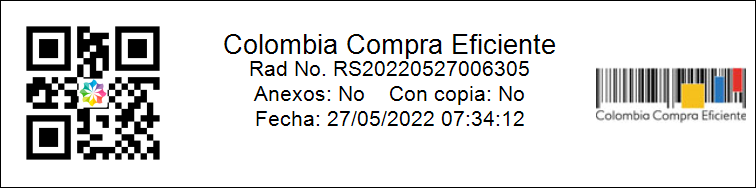 Colombia Compra Eficiente
Rad No. RS20220527006305
Anexos: No    Con copia: No
Fecha: 27/05/2022 07:34:12
Colombia Compra Eficiente